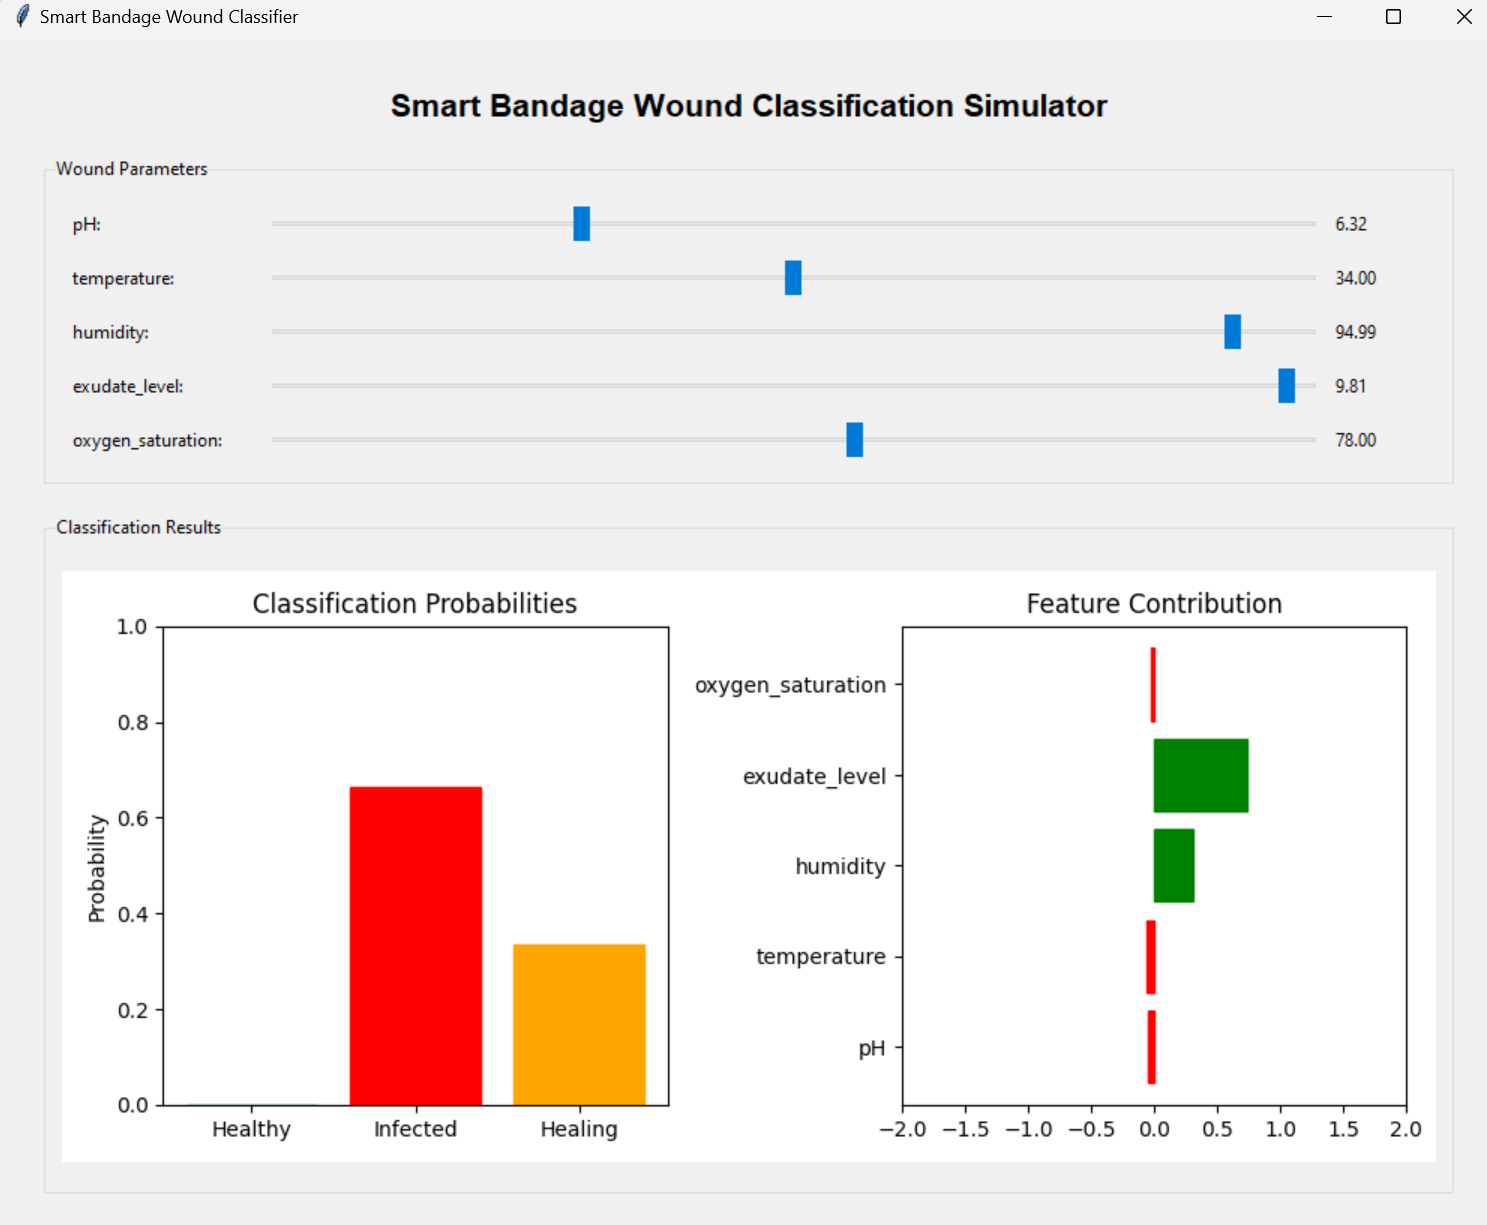 Smart Bandage Wound Classifier
Smart Bandage Wound Classification Simulator
Wound Parameters
pH: 6.32
temperature: 34.00
humidity: 94.99
exudate_level: 9.81
oxygen_saturation: 78.00
Classification Results
Classification Probabilities
1.0
0.8
0.6
0.4
0.2
0.0
Probability
Healthy Infected Healing
Feature Contribution
oxygen_saturation
exudate_level
humidity
temperature
pH
−2.0 −1.5 −1.0 −0.5 0.0 0.5 1.0 1.5 2.0